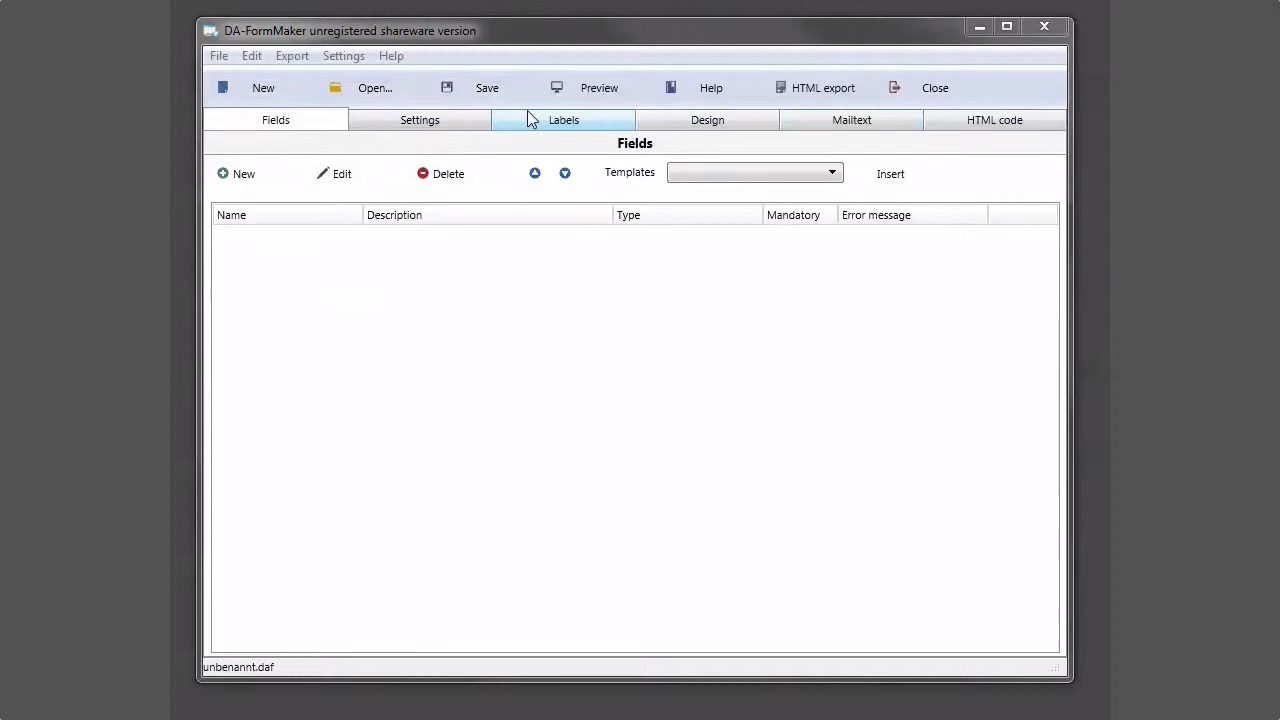 DA-FormMaker unregistered shareware version
File Edit Export Settings Help
New Open... Save Preview Help HTML export Close
Fields Settings Labels Design Mailtext HTML code
Fields
New Edit Delete Templates Insert
Name Description Type Mandatory Error message
unbenannt.daf